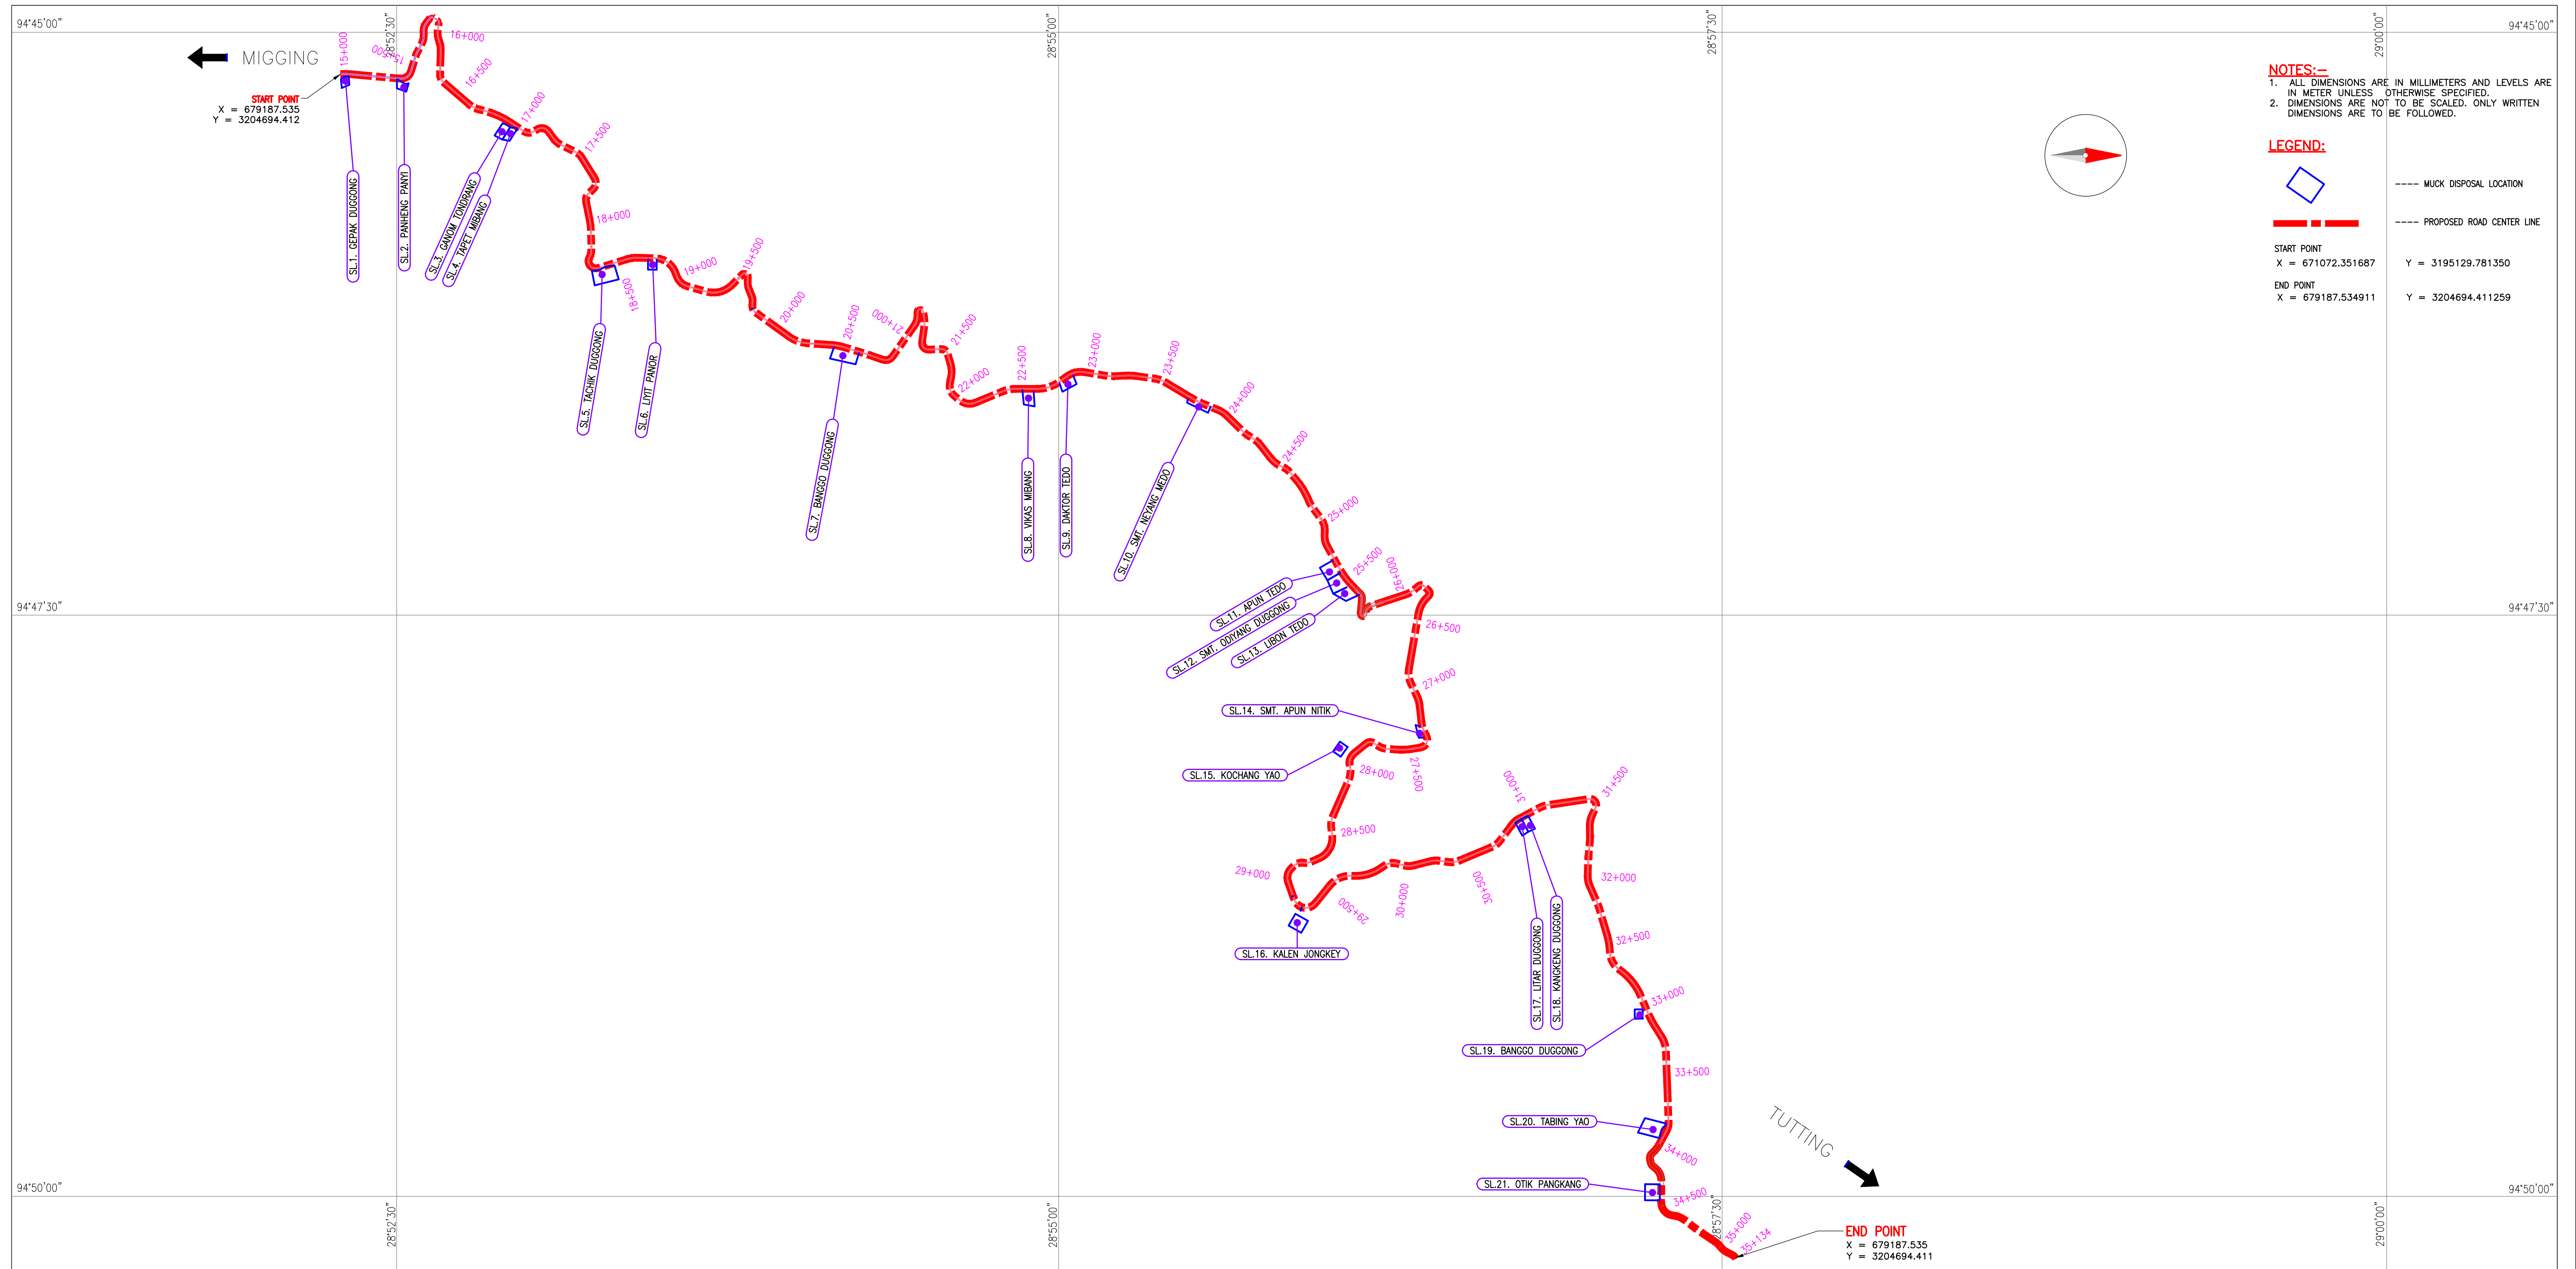 94°45'00"
28°52'30"
28°55'00"
28°57'30"
29°00'00"
94°45'00"
MIGGING
START POINT
X = 679187.535
Y = 3204694.412
15+000
15+500
16+000
16+500
17+000
17+500
18+000
18+500
19+000
19+500
20+000
20+500
21+000
21+500
22+000
22+500
23+000
23+500
24+000
24+500
25+000
25+500
26+000
26+500
27+000
27+500
28+000
28+500
29+000
29+500
30+000
30+500
31+000
31+500
32+000
32+500
33+000
33+500
34+000
34+500
35+000
35+134
SL.1. GEPAK DUGGONG
SL.2. PANHENG PANYI
SL.3. GANOM TONDRANG
SL.4. TAPET MIBANG
SL.5. TACHIK DUGGONG
SL.6. LIYIT PANOR
SL.7. BANGGO DUGGONG
SL.8. VIKAS MIBANG
SL.9. DAKTOR TEDO
SL.10. SMT. NEYANG MEDO
SL.11. APUN TEDO
SL.12. SMT. ODIYANG DUGGONG
SL.13. LIBON TEDO
SL.14. SMT. APUN NITIK
SL.15. KOCHANG YAO
SL.16. KALEN JONGKEY
SL.17. LITAR DUGGONG
SL.18. KANGKENG DUGGONG
SL.19. BANGGO DUGGONG
SL.20. TABING YAO
SL.21. OTIK PANGKANG
NOTES:-
1. ALL DIMENSIONS ARE IN MILLIMETERS AND LEVELS ARE
IN METER UNLESS OTHERWISE SPECIFIED.
2. DIMENSIONS ARE NOT TO BE SCALED. ONLY WRITTEN
DIMENSIONS ARE TO BE FOLLOWED.
LEGEND:
---- MUCK DISPOSAL LOCATION
---- PROPOSED ROAD CENTER LINE
START POINT
X = 671072.351687 Y = 3195129.781350
END POINT
X = 679187.534911 Y = 3204694.411259
94°47'30"
94°47'30"
94°50'00"
94°50'00"
TUTTING
END POINT
X = 679187.535
Y = 3204694.411
28°52'30"
28°55'00"
28°57'30"
29°00'00"